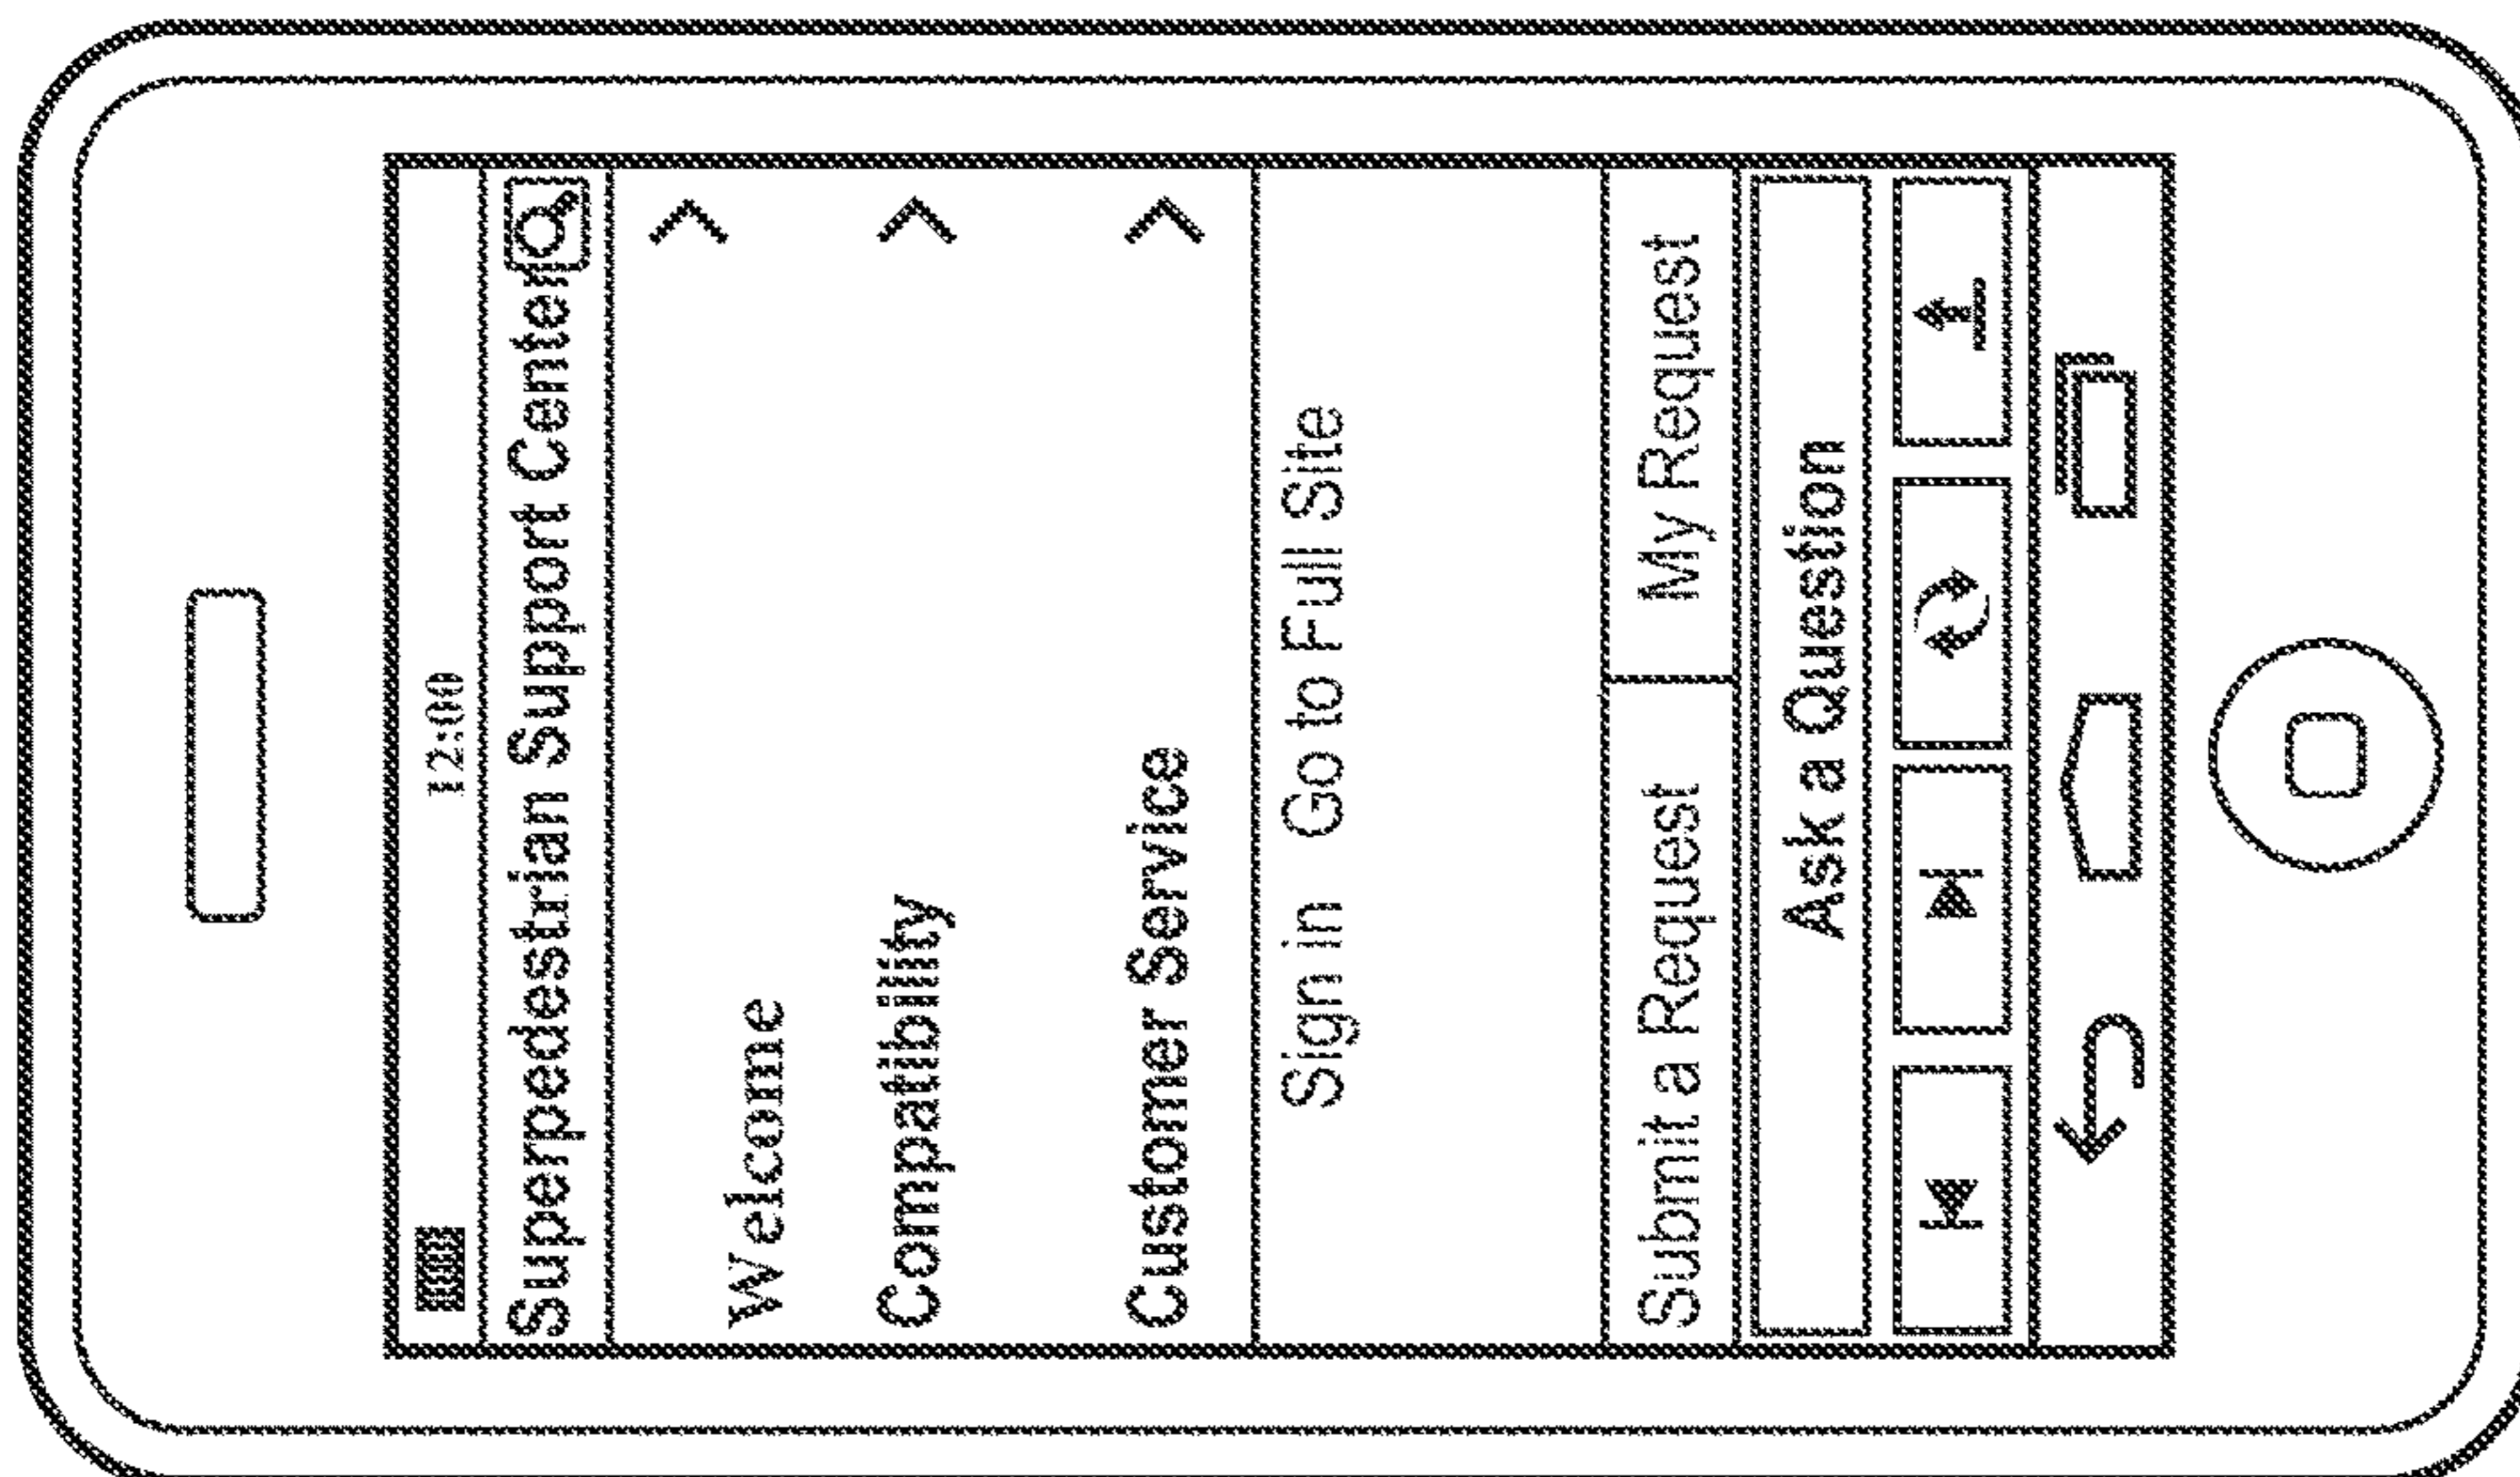 12:00
Superpedestrian Support Center
Welcome
Compatibility
Customer Service
Sign in Go to Full Site
Submit a Request My Request
Ask a Question